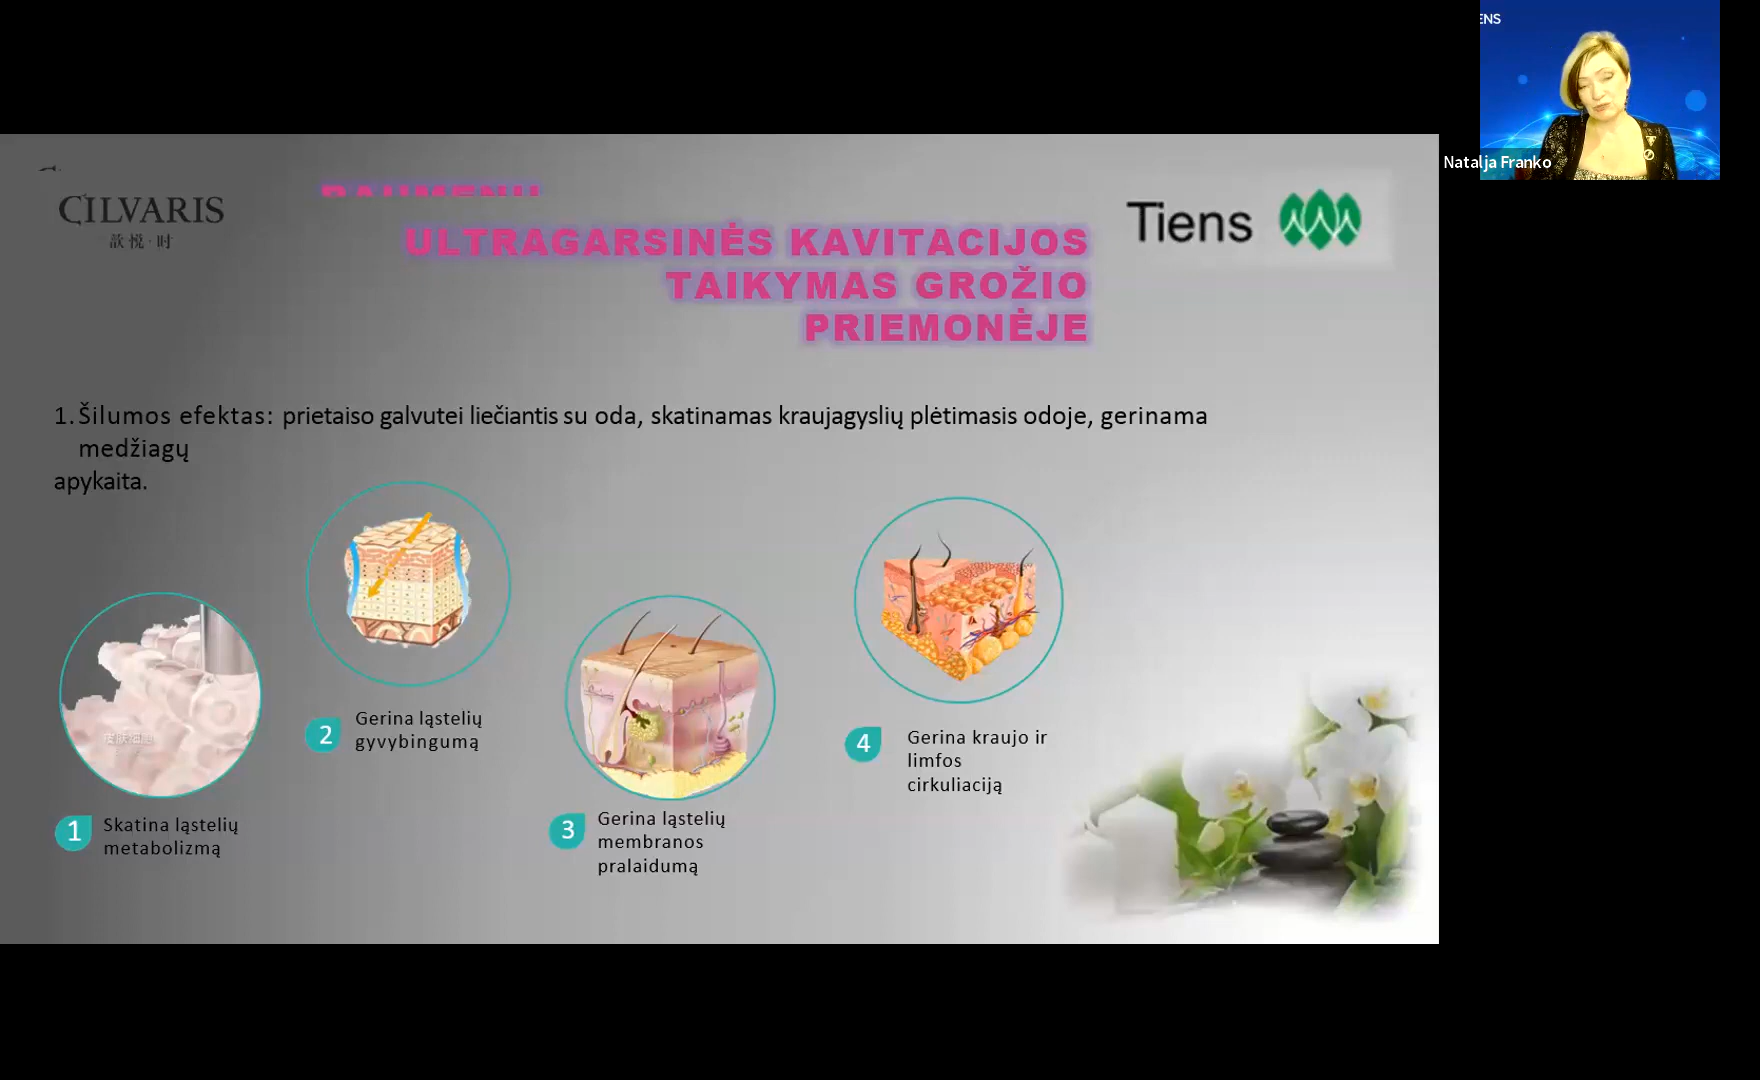 ENS
Natalja Franko
CILVARIS
歆悦·时
Tiens
ULTRAGARSINĖS KAVITACIJOS
TAIKYMAS GROŽIO
PRIEMONĖJE
1. Šilumos efektas: prietaiso galvutei liečiantis su oda, skatinamas kraujagyslių plėtimasis odoje, gerinama
medžiagų
apykaita.
1
Skatina ląstelių
metabolizmą
2
Gerina ląstelių
gyvybingumą
3
Gerina ląstelių
membranos
pralaidumą
4
Gerina kraujo ir
limfos
cirkuliaciją